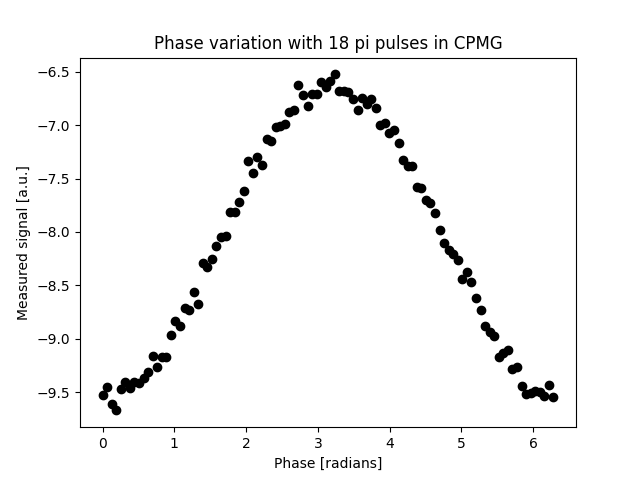 Phase variation with 18 pi pulses in CPMG
−6.5
−7.0
−7.5
−8.0
−8.5
−9.0
−9.5
Measured signal [a.u.]
0 1 2 3 4 5 6
Phase [radians]